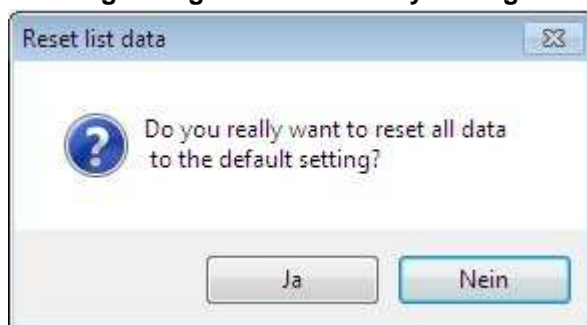 Reset list data
Do you really want to reset all data
to the default setting?
Ja
Nein